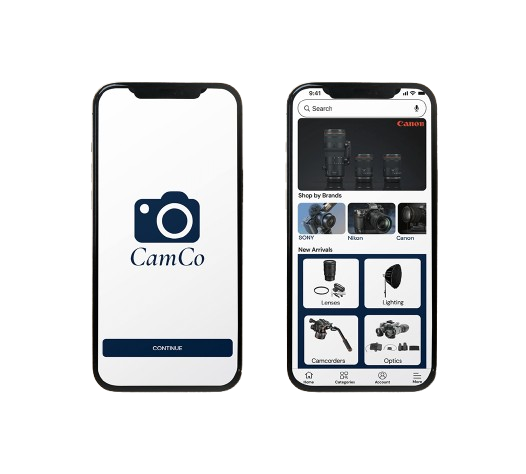 CamCo
CONTINUE
9:41
Search
Canon
Shop by Brands
SONY
Nikon
Canon
New Arrivals
Lenses
Lighting
Camcorders
Optics
Home
Categories
Account
More